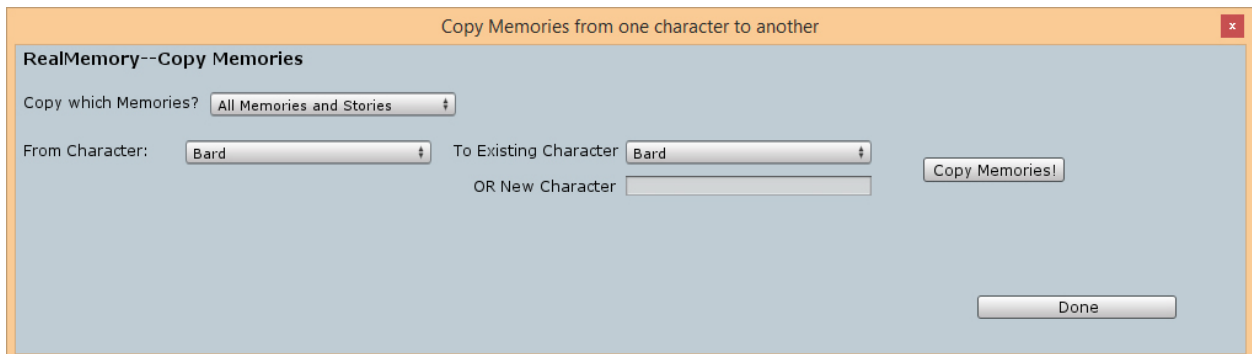 Copy Memories from one character to another
x
RealMemory--Copy Memories
Copy which Memories? All Memories and Stories
From Character: Bard To Existing Character Bard
Copy Memories!
OR New Character
Done